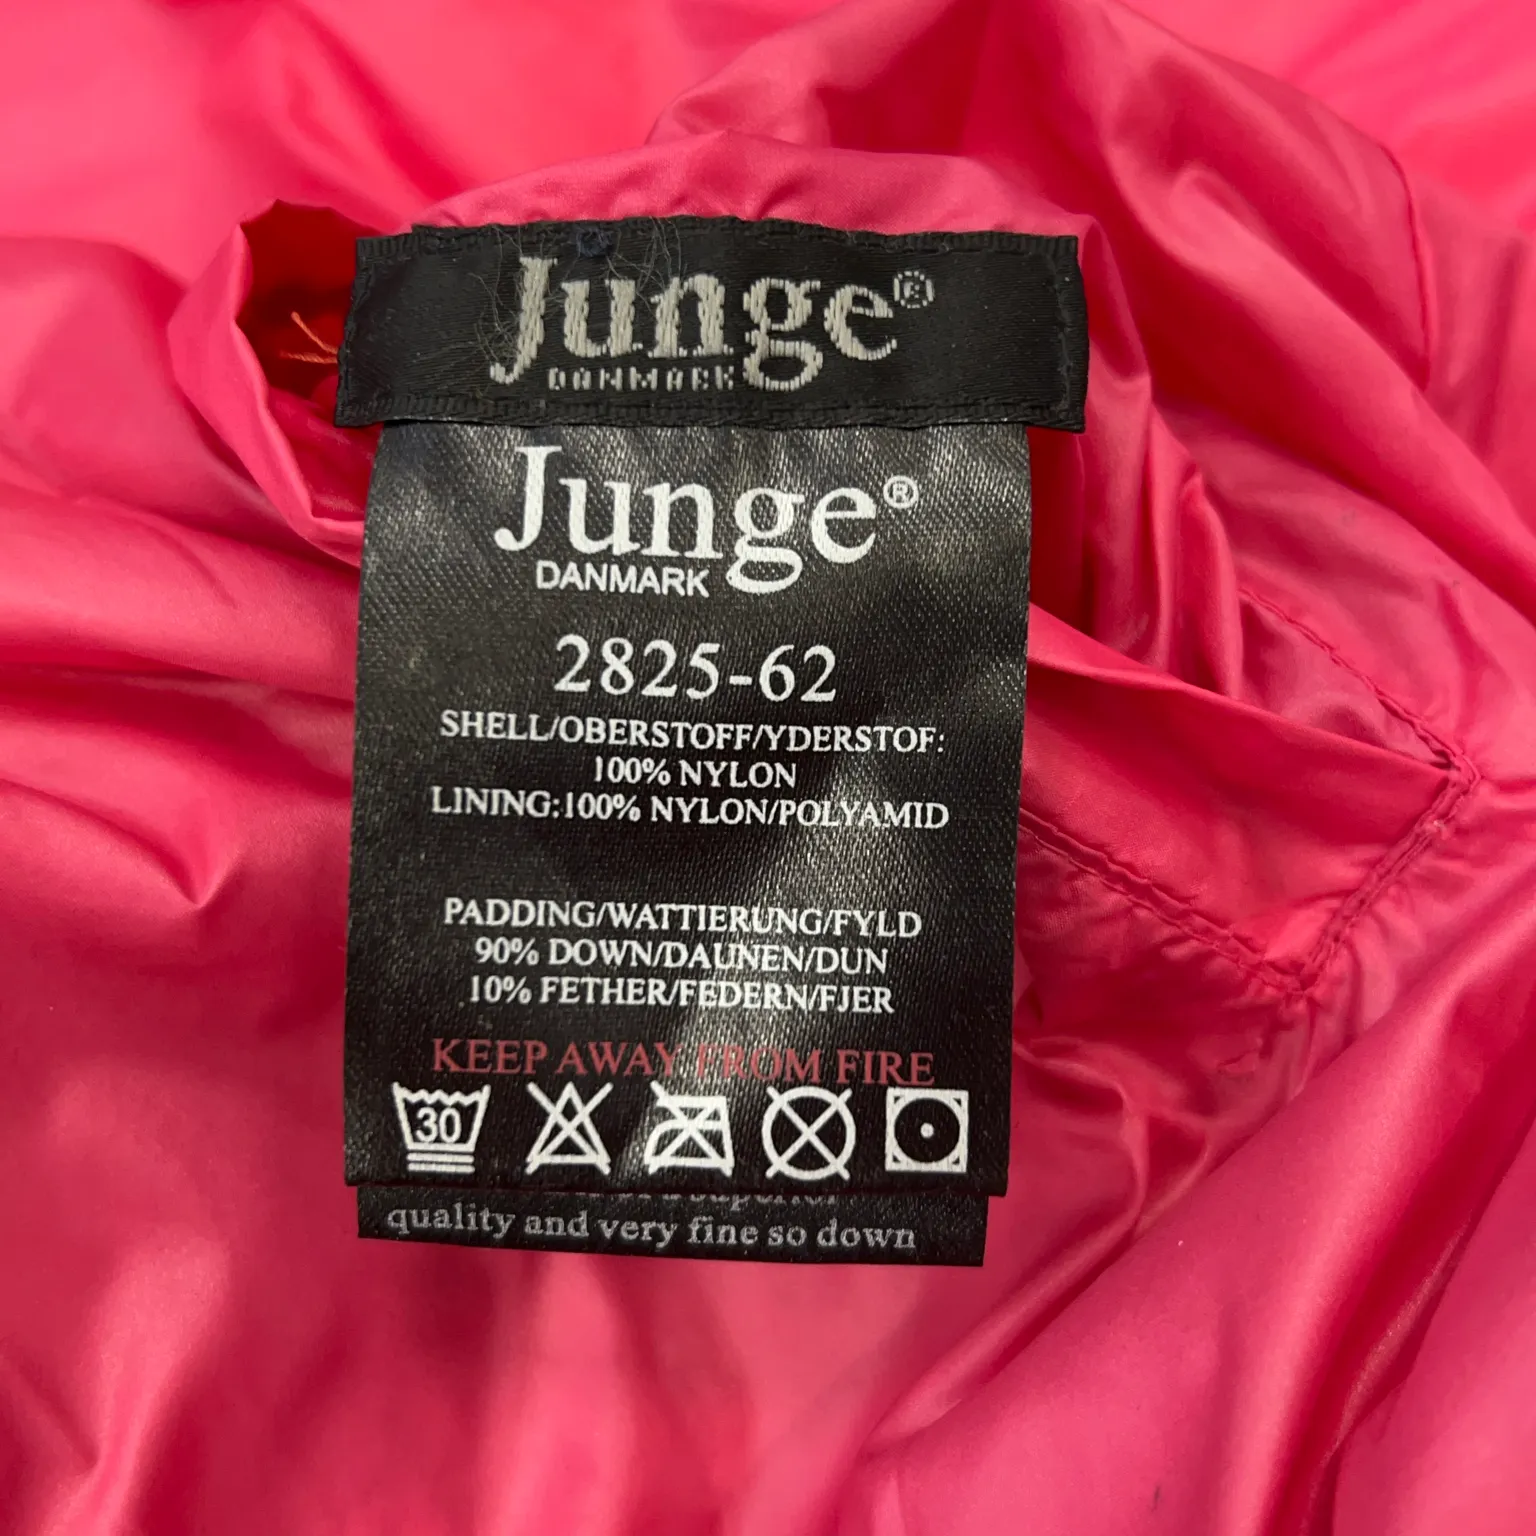 Junge®
DANMARK
Junge®
DANMARK
2825-62
SHELL/OBERSTOFF/YDERSTOF:
100% NYLON
LINING:100% NYLON/POLYAMID
PADDING/WATTIERUNG/FYLD
90% DOWN/DAUNEN/DUN
10% FETHER/FEDERN/FJER
KEEP AWAY FROM FIRE
30
superior
quality and very fine so down